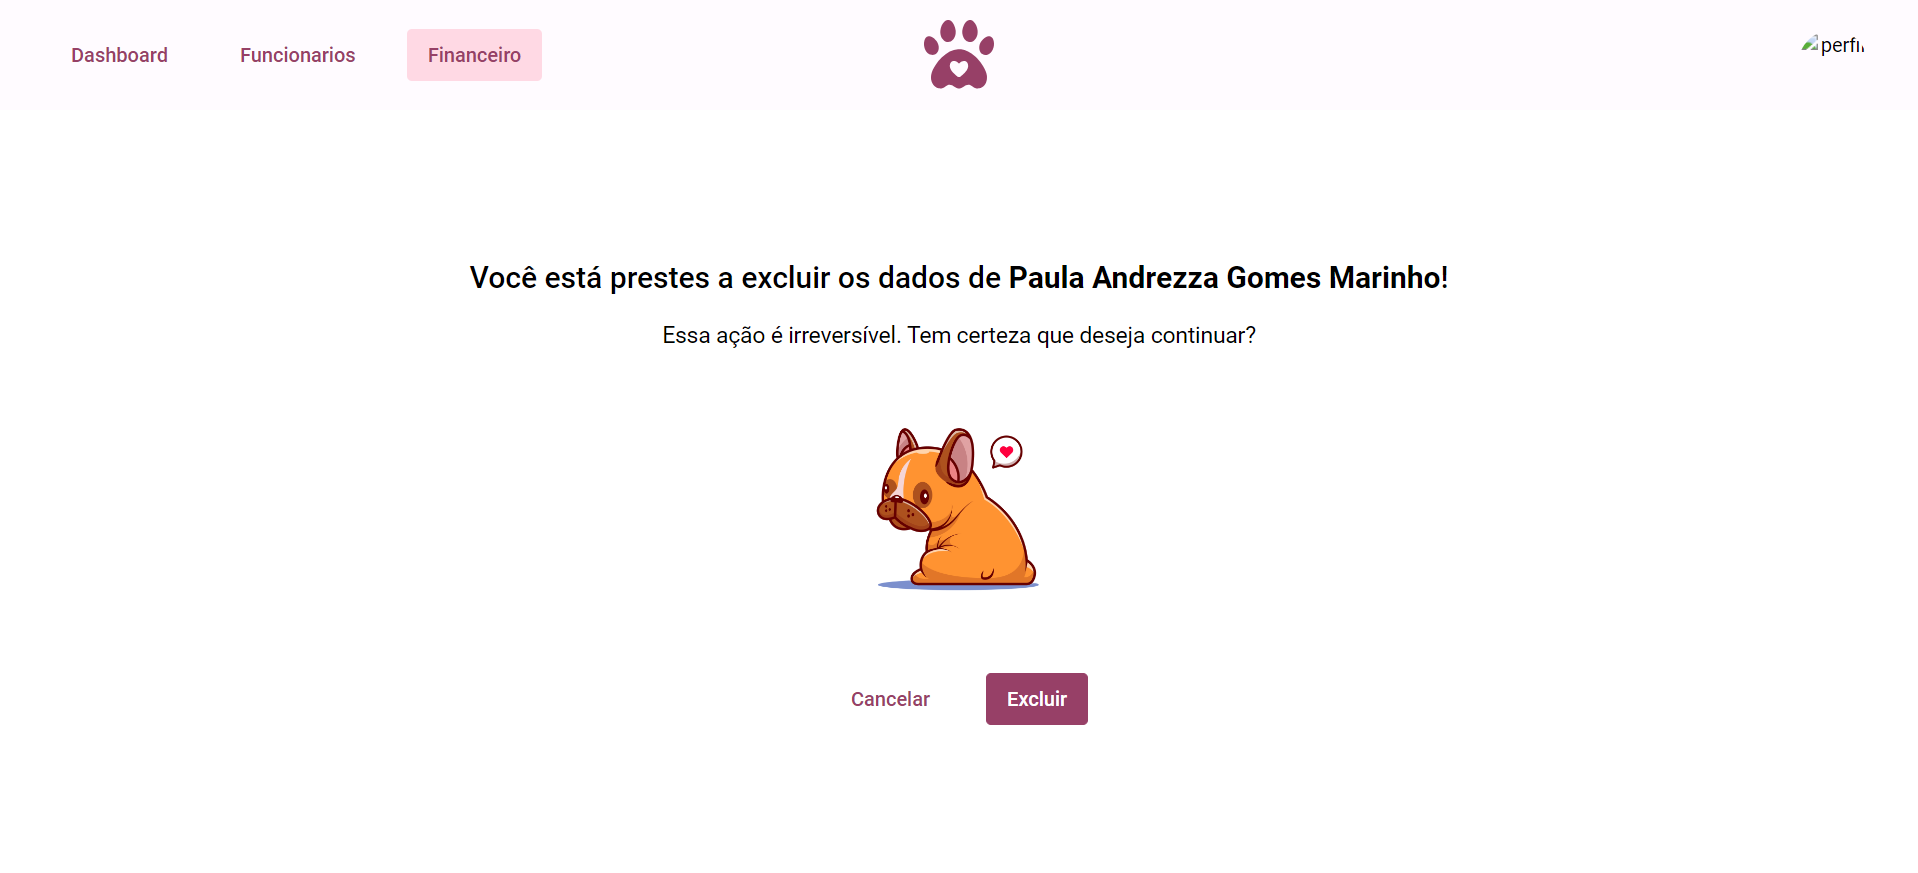 Dashboard Funcionarios Financeiro perfil
Você está prestes a excluir os dados de Paula Andrezza Gomes Marinho!
Essa ação é irreversível. Tem certeza que deseja continuar?
Cancelar Excluir